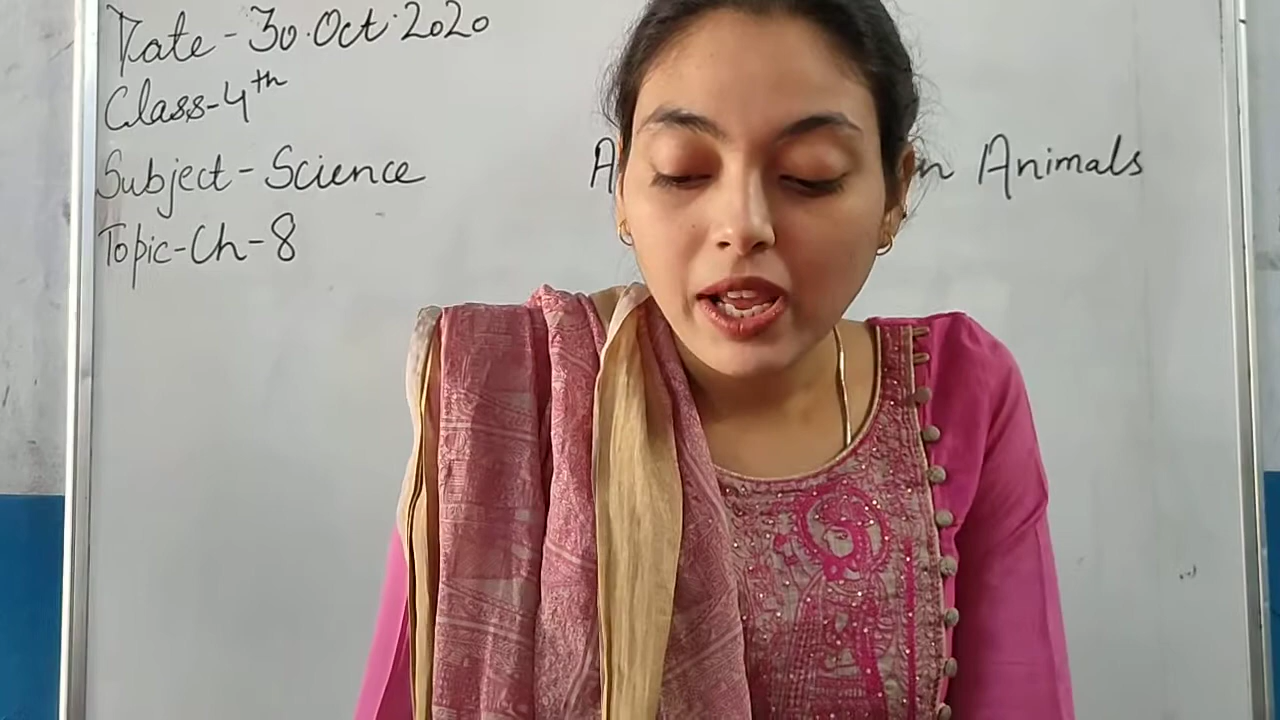 Date - 30.Oct.2020
Class-4th
Subject - Science
Topic-Ch-8
Animals